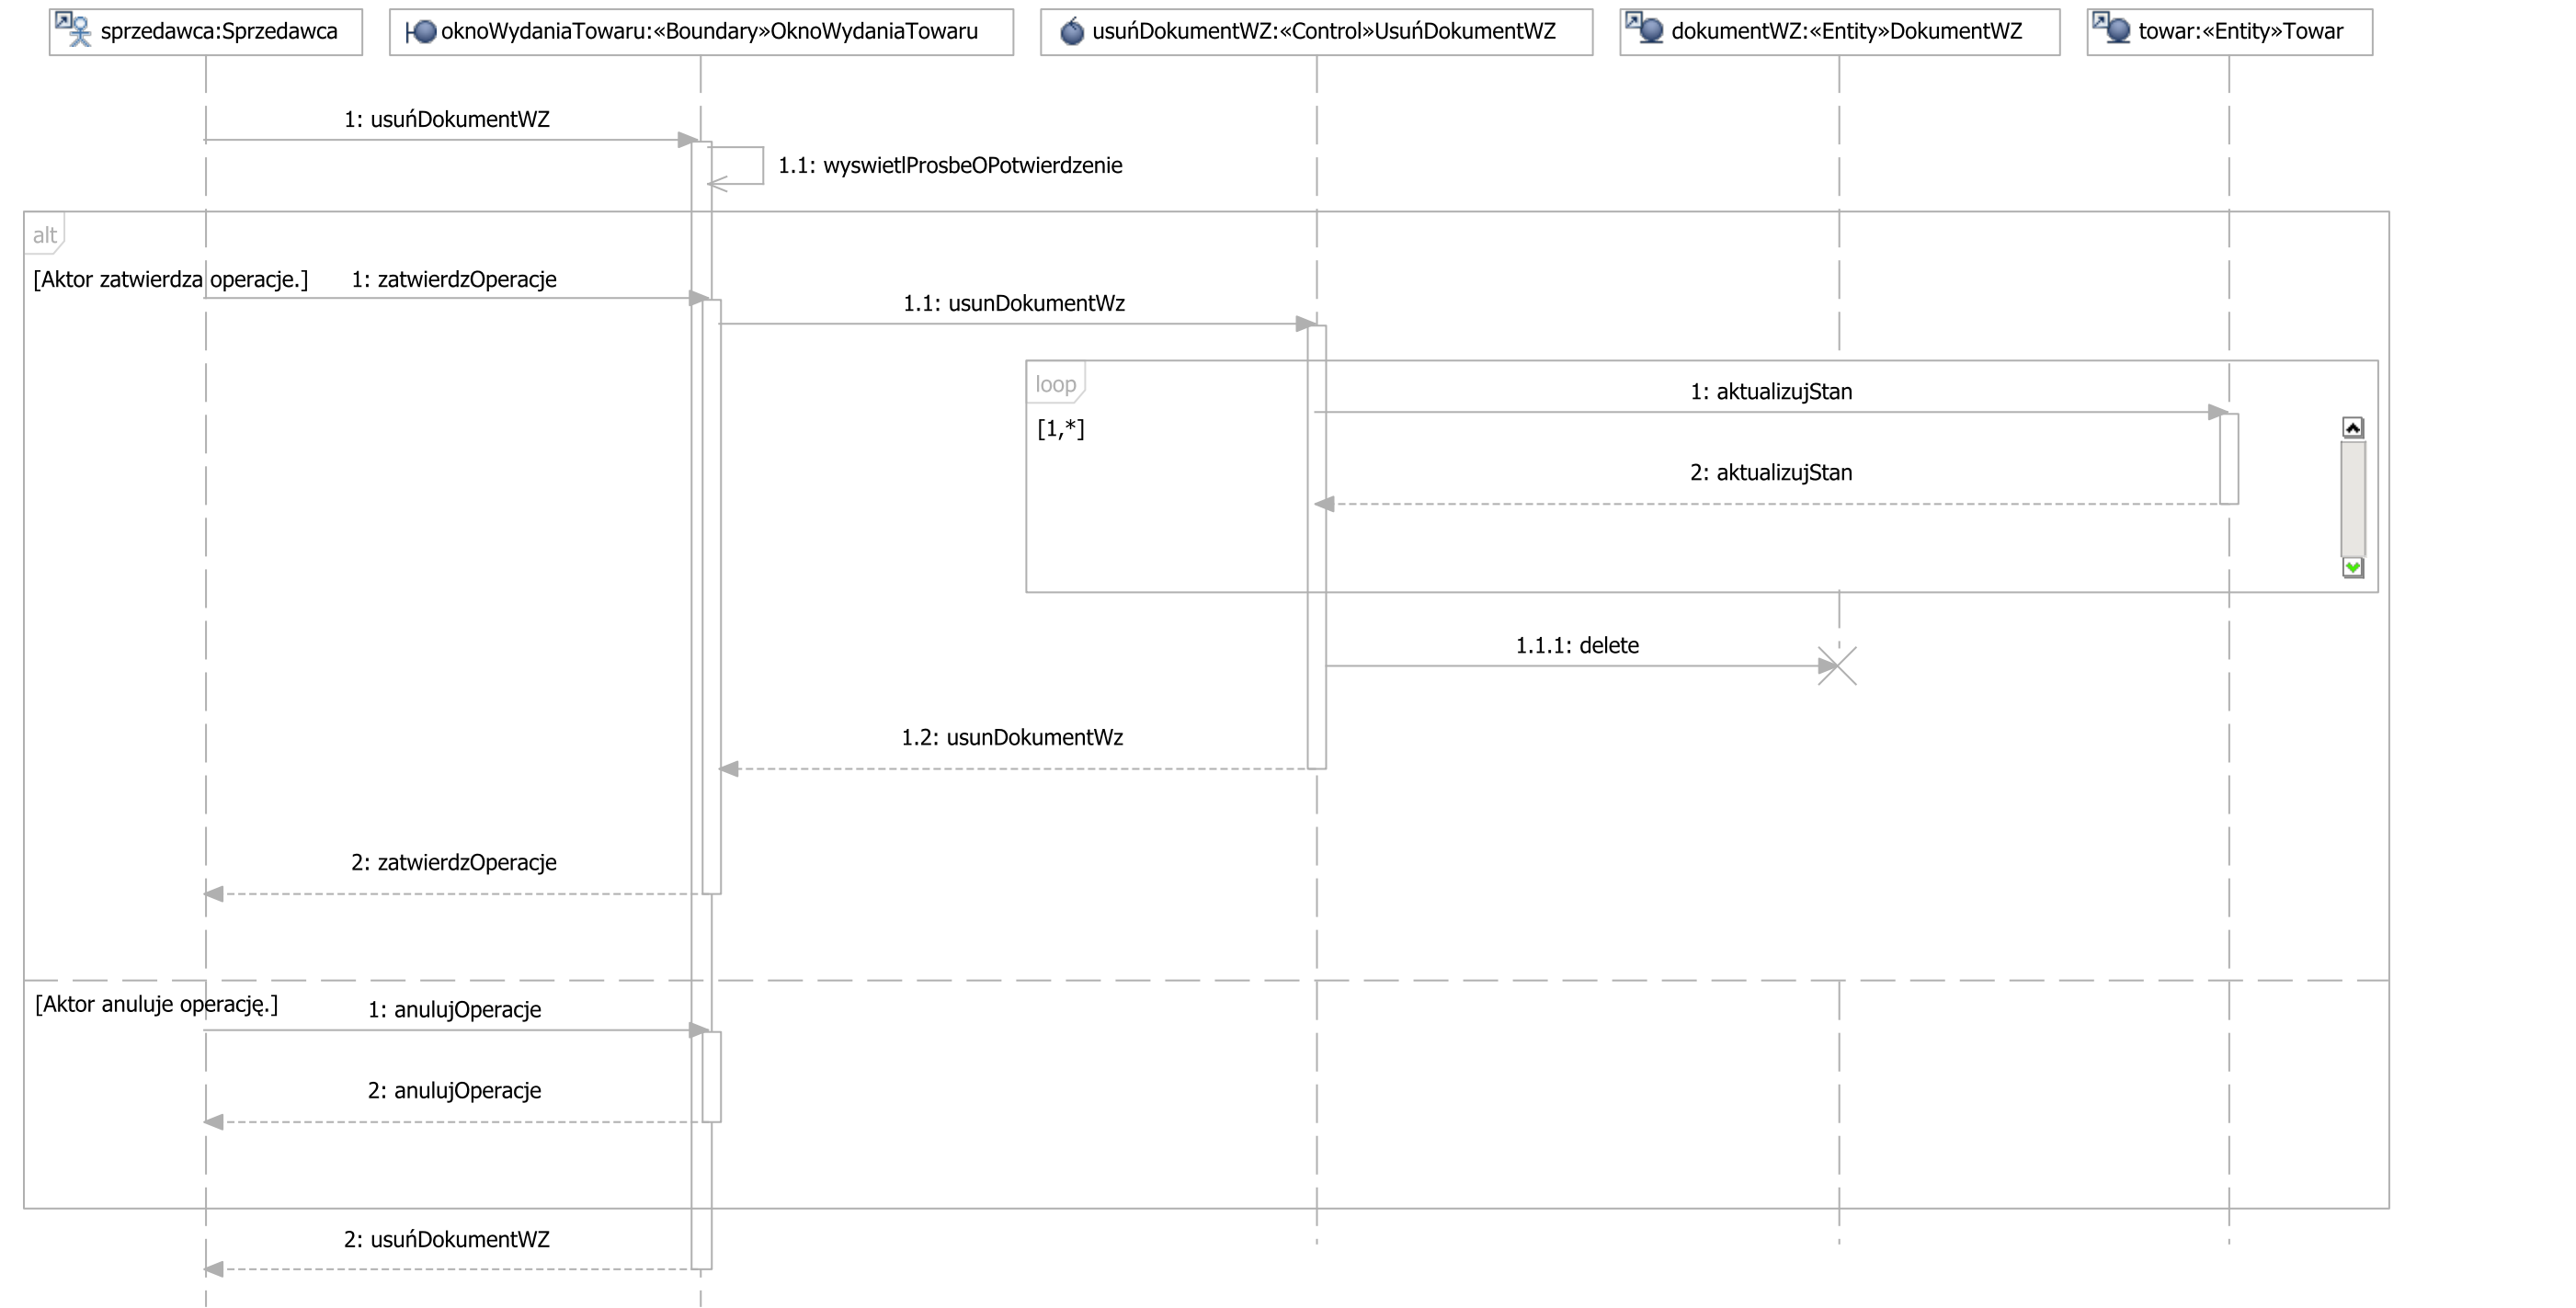 sprzedawca:Sprzedawca
oknoWydaniaTowaru:«Boundary»OknoWydaniaTowaru
usuńDokumentWZ:«Control»UsuńDokumentWZ
dokumentWZ:«Entity»DokumentWZ
towar:«Entity»Towar
1: usuńDokumentWZ
1.1: wyswietlProsbeOPotwierdzenie
alt
[Aktor zatwierdza operacje.]
1: zatwierdzOperacje
1.1: usunDokumentWz
loop
[1,*]
1: aktualizujStan
2: aktualizujStan
1.1.1: delete
1.2: usunDokumentWz
2: zatwierdzOperacje
[Aktor anuluje operację.]
1: anulujOperacje
2: anulujOperacje
2: usuńDokumentWZ